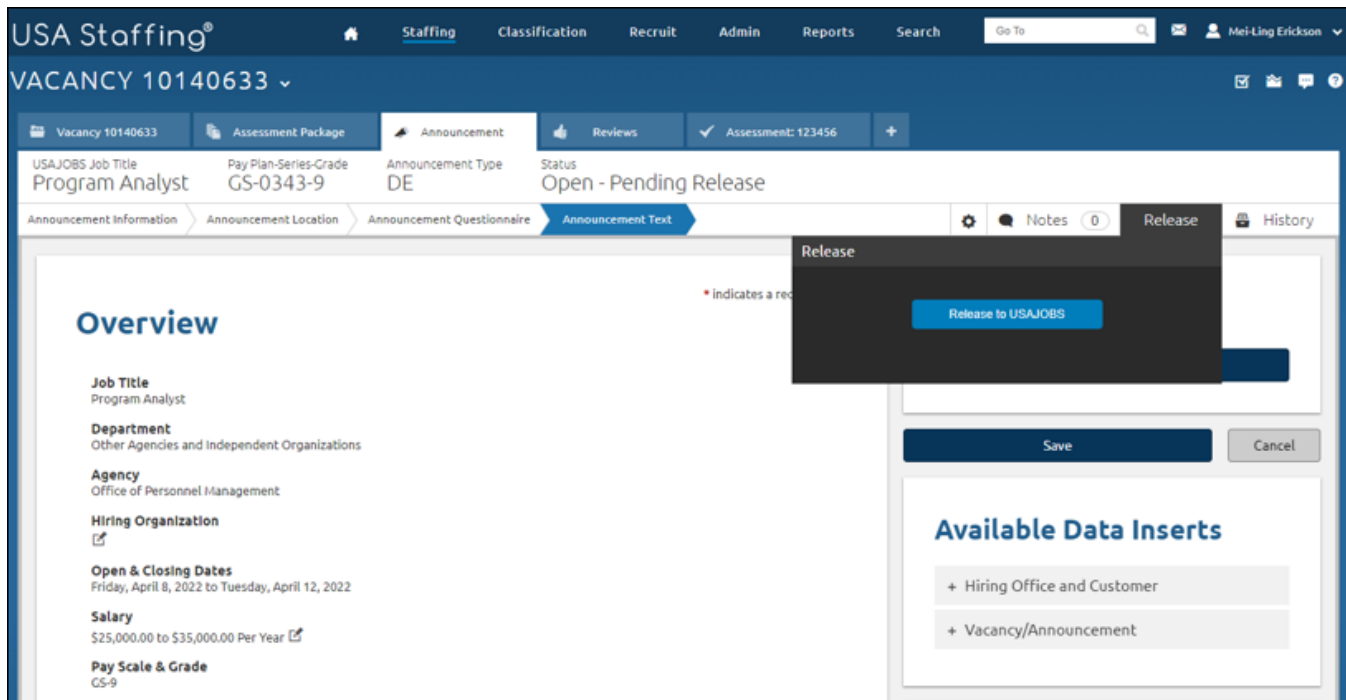 USA Staffing®
Staffing
Classification
Recruit
Admin
Reports
Search
Go To
Mei-Ling Erickson
VACANCY 10140633
Vacancy 10140633
Assessment Package
Announcement
Reviews
Assessment: 123456
+
USAJOBS Job Title
Pay Plan-Series-Grade
Announcement Type
Status
Program Analyst
GS-0343-9
DE
Open - Pending Release
Announcement Information
Announcement Location
Announcement Questionnaire
Announcement Text
Notes 0
Release
History
Release
Release to USAJOBS
* indicates a rec
Overview
Job Title
Program Analyst
Department
Other Agencies and Independent Organizations
Agency
Office of Personnel Management
Hiring Organization
Open & Closing Dates
Friday, April 8, 2022 to Tuesday, April 12, 2022
Salary
$25,000.00 to $35,000.00 Per Year
Pay Scale & Grade
GS-9
Save
Cancel
Available Data Inserts
+ Hiring Office and Customer
+ Vacancy/Announcement